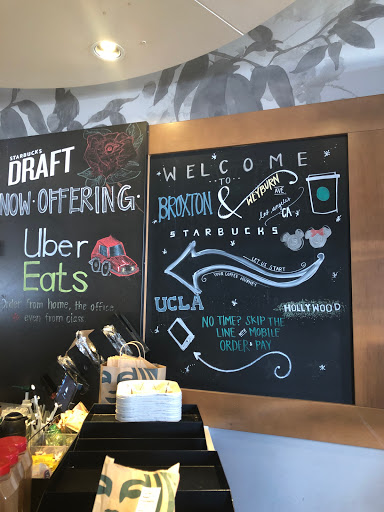 STARBUCKS
DRAFT
NOW OFFERING
Uber
Eats
Order from home, the office
& even from class
WELCOME
TO
BROXTON & WEYBURN AVE
los angeles
CA
STARBUCKS
LET US START
YOUR COFFEE JOURNEY
UCLA
HOLLYWOOD
NO TIME? SKIP THE
LINE AND MOBILE
ORDER & PAY